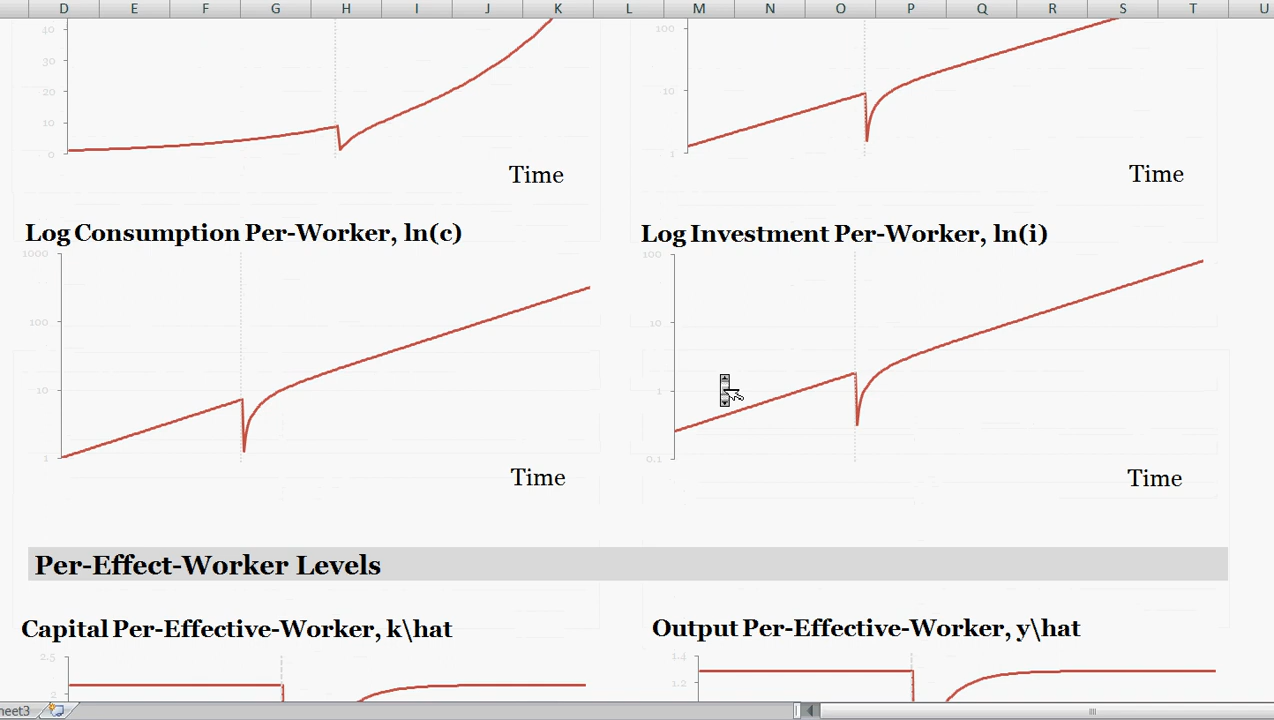 D E F G H I J K L M N O P Q R S T U
40
30
20
10
0
Time
100
10
1
Time
Log Consumption Per-Worker, ln(c)
1000
100
10
1
Time
Log Investment Per-Worker, ln(i)
100
10
1
0.1
Time
Per-Effect-Worker Levels
Capital Per-Effective-Worker, k\hat
2.5
2
Output Per-Effective-Worker, y\hat
1.4
1.2
heet3